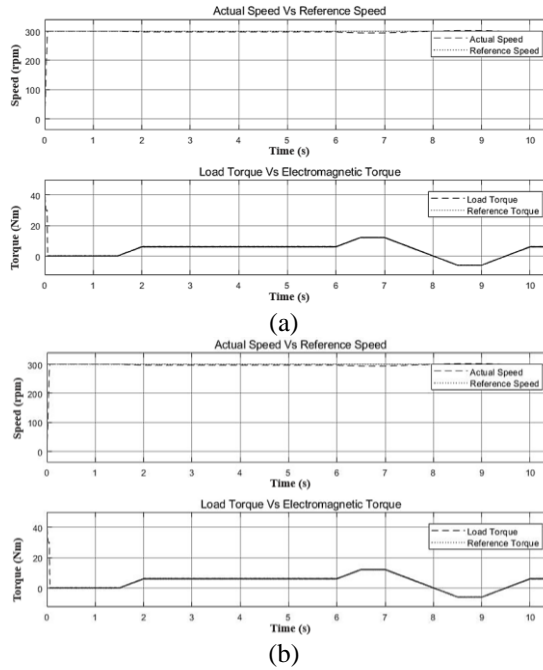 Actual Speed Vs Reference Speed
300
200
100
0
Speed (rpm)
Actual Speed
Reference Speed
0 1 2 3 4 5 6 7 8 9 10
Time (s)
Load Torque Vs Electromagnetic Torque
40
20
0
Torque (Nm)
Load Torque
Reference Torque
0 1 2 3 4 5 6 7 8 9 10
(a)
Actual Speed Vs Reference Speed
300
200
100
0
Speed (rpm)
Actual Speed
Reference Speed
0 1 2 3 4 5 6 7 8 9 10
Time (s)
Load Torque Vs Electromagnetic Torque
40
20
0
Torque (Nm)
Load Torque
Reference Torque
0 1 2 3 4 5 6 7 8 9 10
(b)